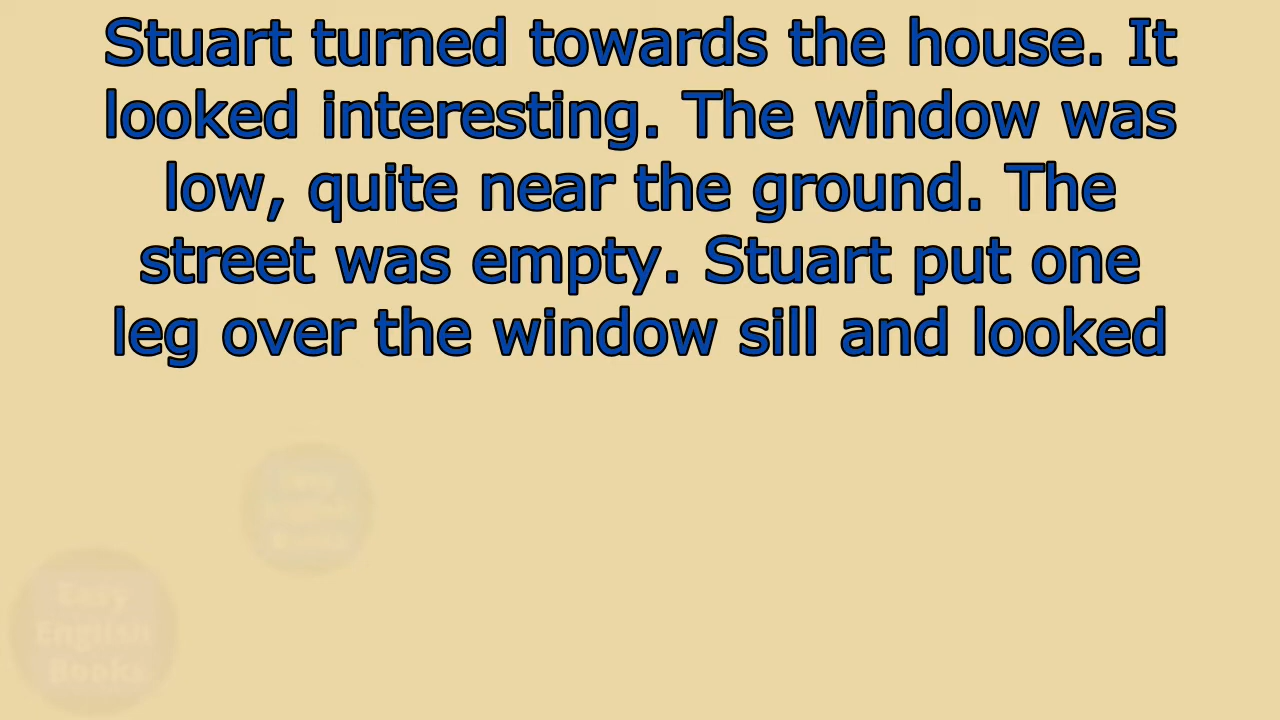 Stuart turned towards the house. It
looked interesting. The window was
low, quite near the ground. The
street was empty. Stuart put one
leg over the window sill and looked
Easy
English
Books